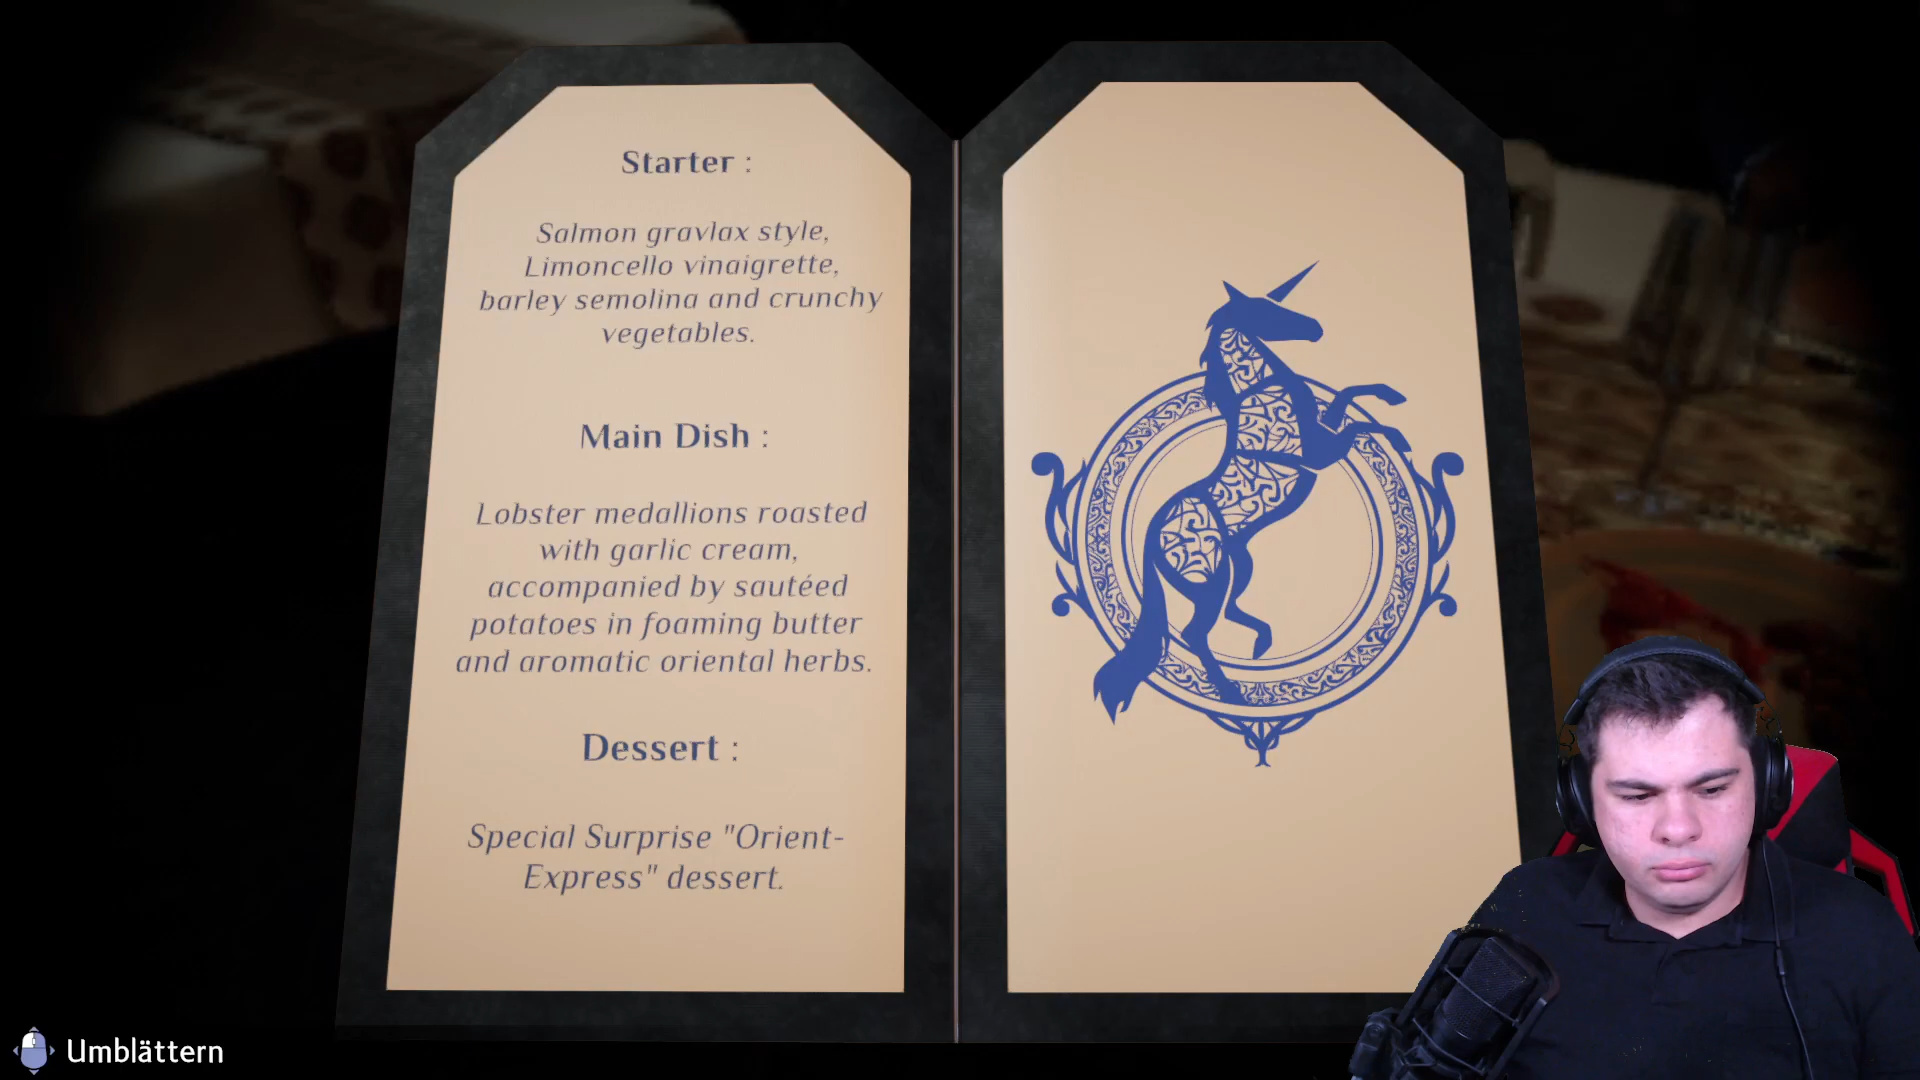 Starter :
Salmon gravlax style,
Limoncello vinaigrette,
barley semolina and crunchy
vegetables.
Main Dish :
Lobster medallions roasted
with garlic cream,
accompanied by sautéed
potatoes in foaming butter
and aromatic oriental herbs.
Dessert :
Special Surprise "Orient-
Express" dessert.
Umblättern